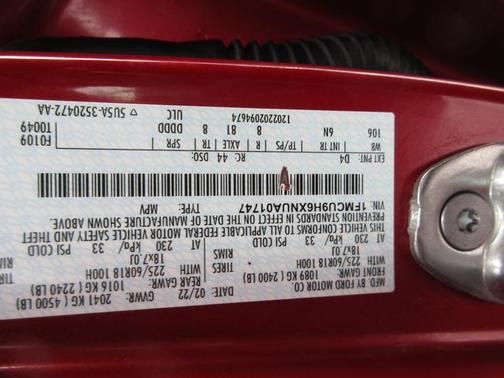 MFD. BY FORD MOTOR CO.
DATE: 02/22 GVWR: 2041 KG ( 4500 LB)
FRONT GAWR: 1089 KG ( 2400 LB) REAR GAWR: 1016 KG ( 2240 LB)
WITH 225/60R18 100H TIRES WITH 225/60R18 100H
18x7.0J RIMS 18x7.0J
AT 230 kPa/ 33 PSI COLD AT 230 kPa/ 33 PSI COLD
THIS VEHICLE CONFORMS TO ALL APPLICABLE FEDERAL MOTOR VEHICLE SAFETY AND THEFT
PREVENTION STANDARDS IN EFFECT ON THE DATE OF MANUFACTURE SHOWN ABOVE.
VIN: 1FMCU9H6XNUA01747 TYPE: MPV
EXT PNT: D4 RC: 44 DSO: F0109
WB INT TR TP/PS AXLE TR SPR T0049
106 6N 8 81 8 DDDD
1202202094674 ULC ▽ 5U5A-3S20472-AA